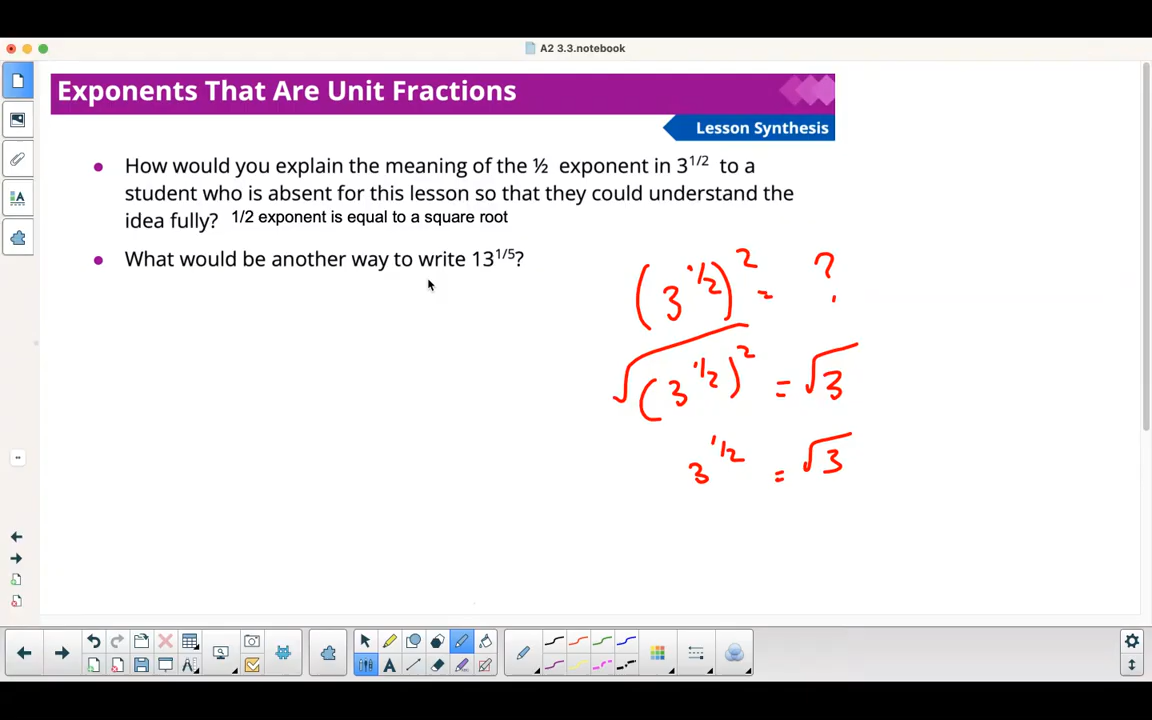 A2 3.3.notebook
Exponents That Are Unit Fractions
Lesson Synthesis
• How would you explain the meaning of the ½ exponent in 3^1/2 to a
student who is absent for this lesson so that they could understand the
idea fully? 1/2 exponent is equal to a square root
• What would be another way to write 13^1/5?
(3^1/2)^2 = ?
√(3^1/2)^2 = √3
3^1/2 = √3